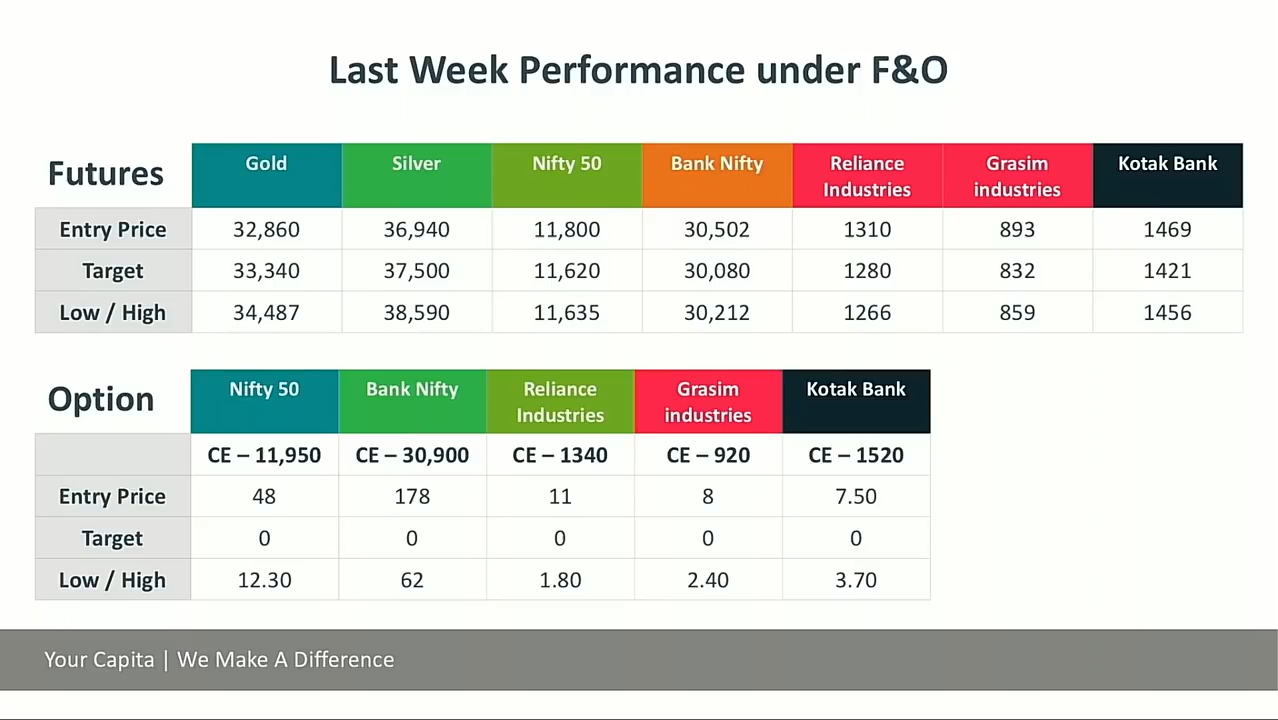 Last Week Performance under F&O
Futures Gold Silver Nifty 50 Bank Nifty Reliance Industries Grasim industries Kotak Bank
Entry Price 32,860 36,940 11,800 30,502 1310 893 1469
Target 33,340 37,500 11,620 30,080 1280 832 1421
Low / High 34,487 38,590 11,635 30,212 1266 859 1456
Option Nifty 50 Bank Nifty Reliance Industries Grasim industries Kotak Bank
CE – 11,950 CE – 30,900 CE – 1340 CE – 920 CE – 1520
Entry Price 48 178 11 8 7.50
Target 0 0 0 0 0
Low / High 12.30 62 1.80 2.40 3.70
Your Capita | We Make A Difference